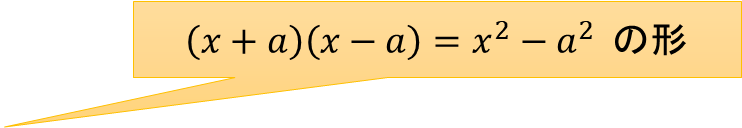 (x + a)(x − a) = x² − a² の形